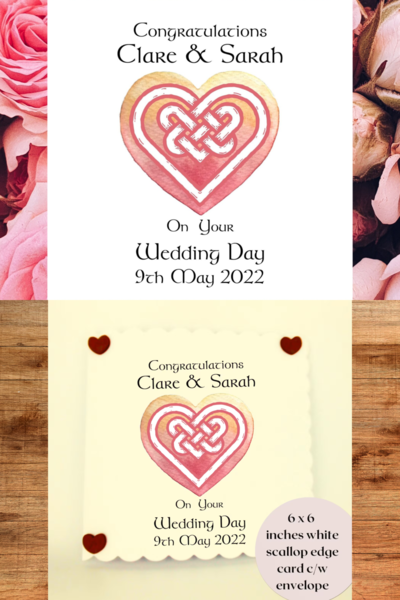 Congratulations
Clare & Sarah
On Your
Wedding Day
9th May 2022
Congratulations
Clare & Sarah
On Your
Wedding Day
9th May 2022
6 x 6
inches white
scallop edge
card c/w
envelope